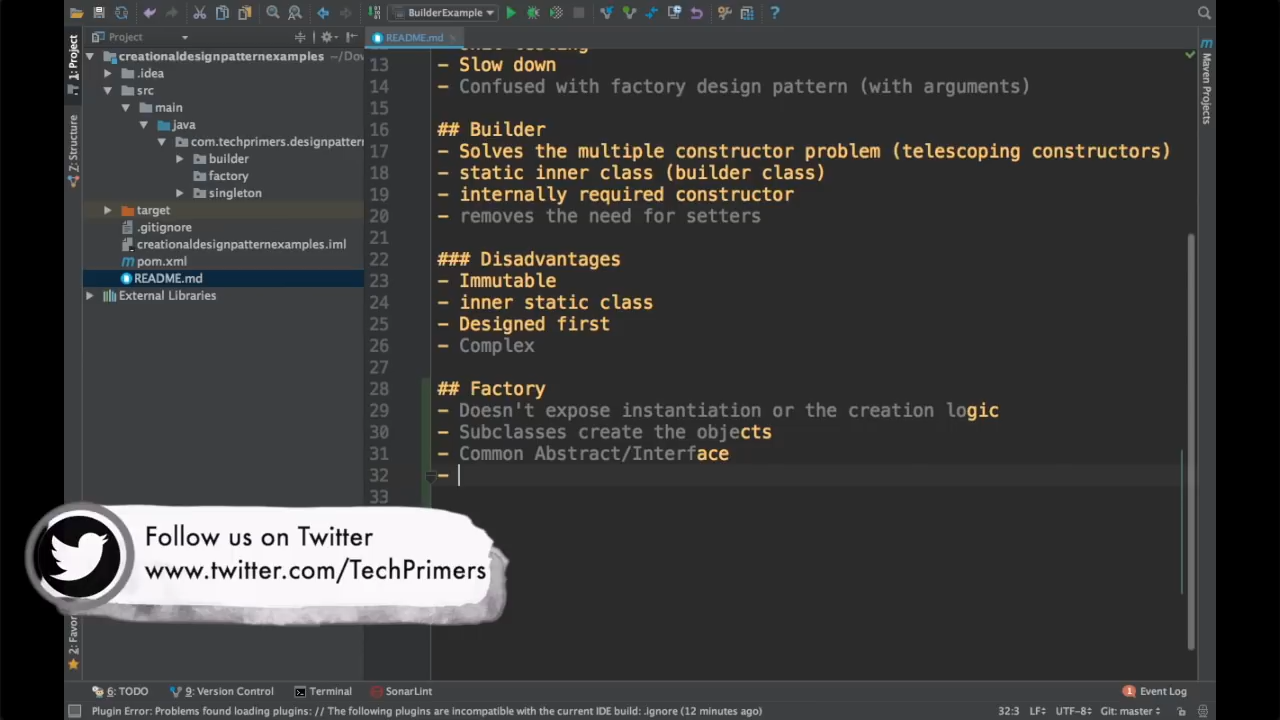 BuilderExample
Project
README.md
1: Project
Z: Structure
2: Favor
creationaldesignpatternexamples ~/Dov
.idea
src
main
java
com.techprimers.designpatter
builder
factory
singleton
target
.gitignore
creationaldesignpatternexamples.iml
pom.xml
README.md
External Libraries
13 - Slow down
14 - Confused with factory design pattern (with arguments)
15
16 ## Builder
17 - Solves the multiple constructor problem (telescoping constructors)
18 - static inner class (builder class)
19 - internally required constructor
20 - removes the need for setters
21
22 ### Disadvantages
23 - Immutable
24 - inner static class
25 - Designed first
26 - Complex
27
28 ## Factory
29 - Doesn't expose instantiation or the creation logic
30 - Subclasses create the objects
31 - Common Abstract/Interface
32 -
33
Maven Projects
Follow us on Twitter
www.twitter.com/TechPrimers
6: TODO
9: Version Control
Terminal
SonarLint
1 Event Log
Plugin Error: Problems found loading plugins: // The following plugins are incompatible with the current IDE build: .ignore (12 minutes ago)
32:3 LF÷ UTF-8÷ Git: master÷